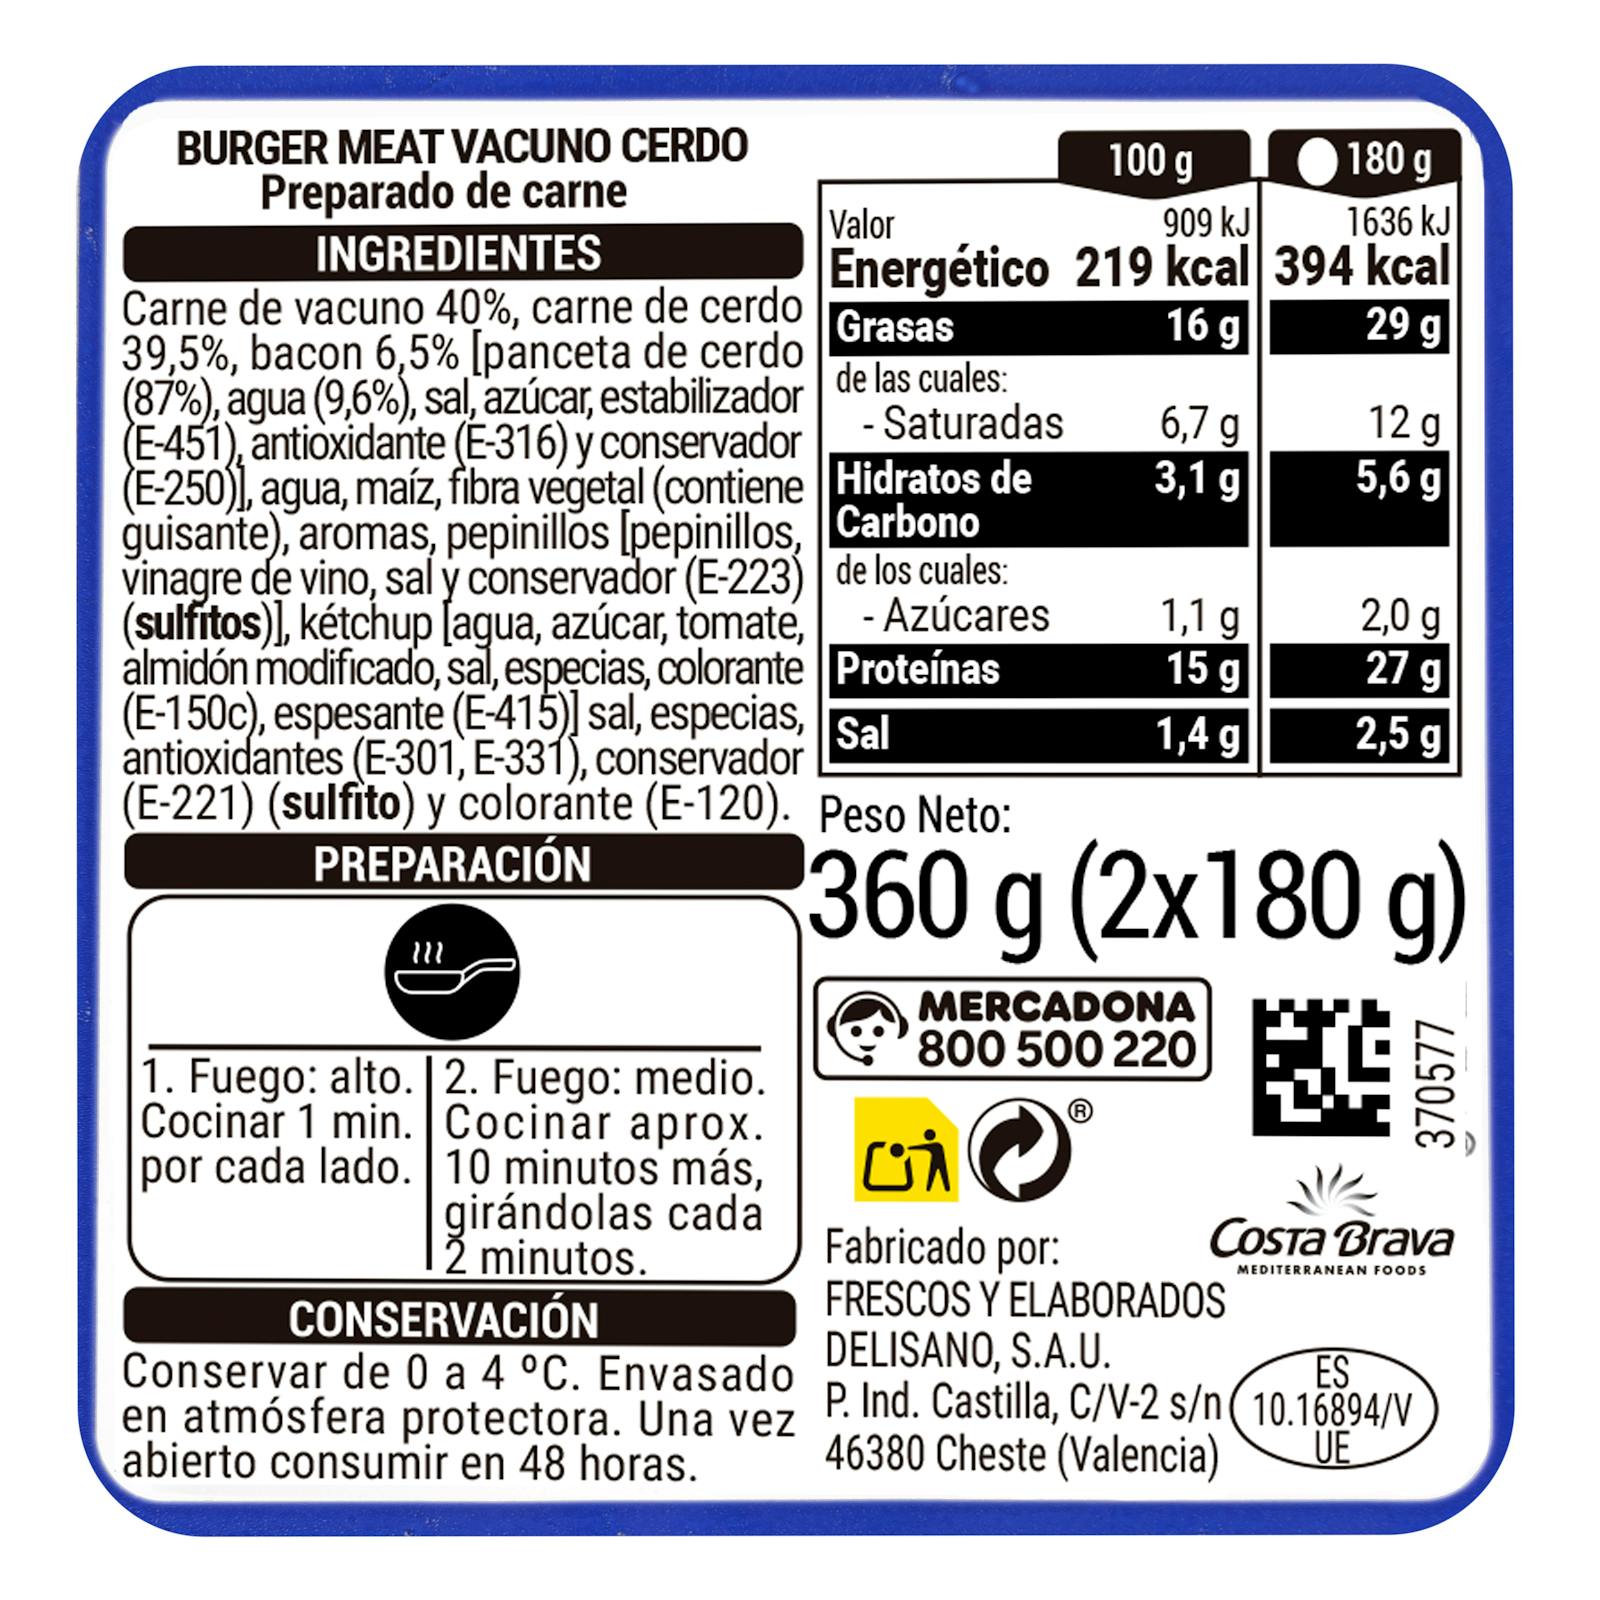 BURGER MEAT VACUNO CERDO
Preparado de carne
INGREDIENTES
Carne de vacuno 40%, carne de cerdo
39,5%, bacon 6,5% [panceta de cerdo
(87%), agua (9,6%), sal, azúcar, estabilizador
(E-451), antioxidante (E-316) y conservador
(E-250)], agua, maíz, fibra vegetal (contiene
guisante), aromas, pepinillos [pepinillos,
vinagre de vino, sal y conservador (E-223)
(sulfitos)], kétchup [agua, azúcar, tomate,
almidón modificado, sal, especias, colorante
(E-150c), espesante (E-415)] sal, especias,
antioxidantes (E-301, E-331), conservador
(E-221) (sulfito) y colorante (E-120).
PREPARACIÓN
1. Fuego: alto.
Cocinar 1 min.
por cada lado.
2. Fuego: medio.
Cocinar aprox.
10 minutos más,
girándolas cada
2 minutos.
CONSERVACIÓN
Conservar de 0 a 4 ºC. Envasado
en atmósfera protectora. Una vez
abierto consumir en 48 horas.
100 g 180 g
Valor 909 kJ 1636 kJ
Energético 219 kcal 394 kcal
Grasas 16 g 29 g
de las cuales:
- Saturadas 6,7 g 12 g
Hidratos de 3,1 g 5,6 g
Carbono
de los cuales:
- Azúcares 1,1 g 2,0 g
Proteínas 15 g 27 g
Sal 1,4 g 2,5 g
Peso Neto:
360 g (2x180 g)
MERCADONA
800 500 220
370577
®
Costa Brava
MEDITERRANEAN FOODS
Fabricado por:
FRESCOS Y ELABORADOS
DELISANO, S.A.U.
P. Ind. Castilla, C/V-2 s/n
46380 Cheste (Valencia)
ES
10.16894/V
UE